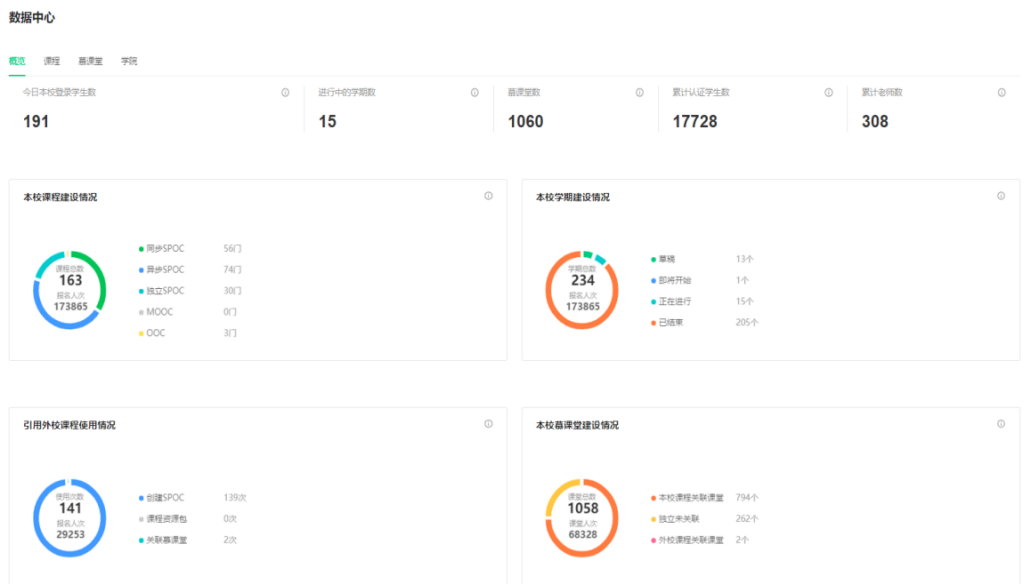 数据中心
概览 课程 慕课堂 学院
今日本校登录学生数 进行中的学期数 慕课堂数 累计认证学生数 累计老师数
191 15 1060 17728 308
本校课程建设情况
课程总数
163
报名人次
173865
同步SPOC 56门
异步SPOC 74门
独立SPOC 30门
MOOC 0门
OOC 3门
本校学期建设情况
学期总数
234
报名人次
173865
草稿 13个
即将开始 1个
正在进行 15个
已结束 205个
引用外校课程使用情况
使用次数
141
报名人次
29253
创建SPOC 139次
课程资源包 0次
关联慕课堂 2次
本校慕课堂建设情况
课堂总数
1058
课堂人次
68328
本校课程关联课堂 794个
独立未关联 262个
外校课程关联课堂 2个